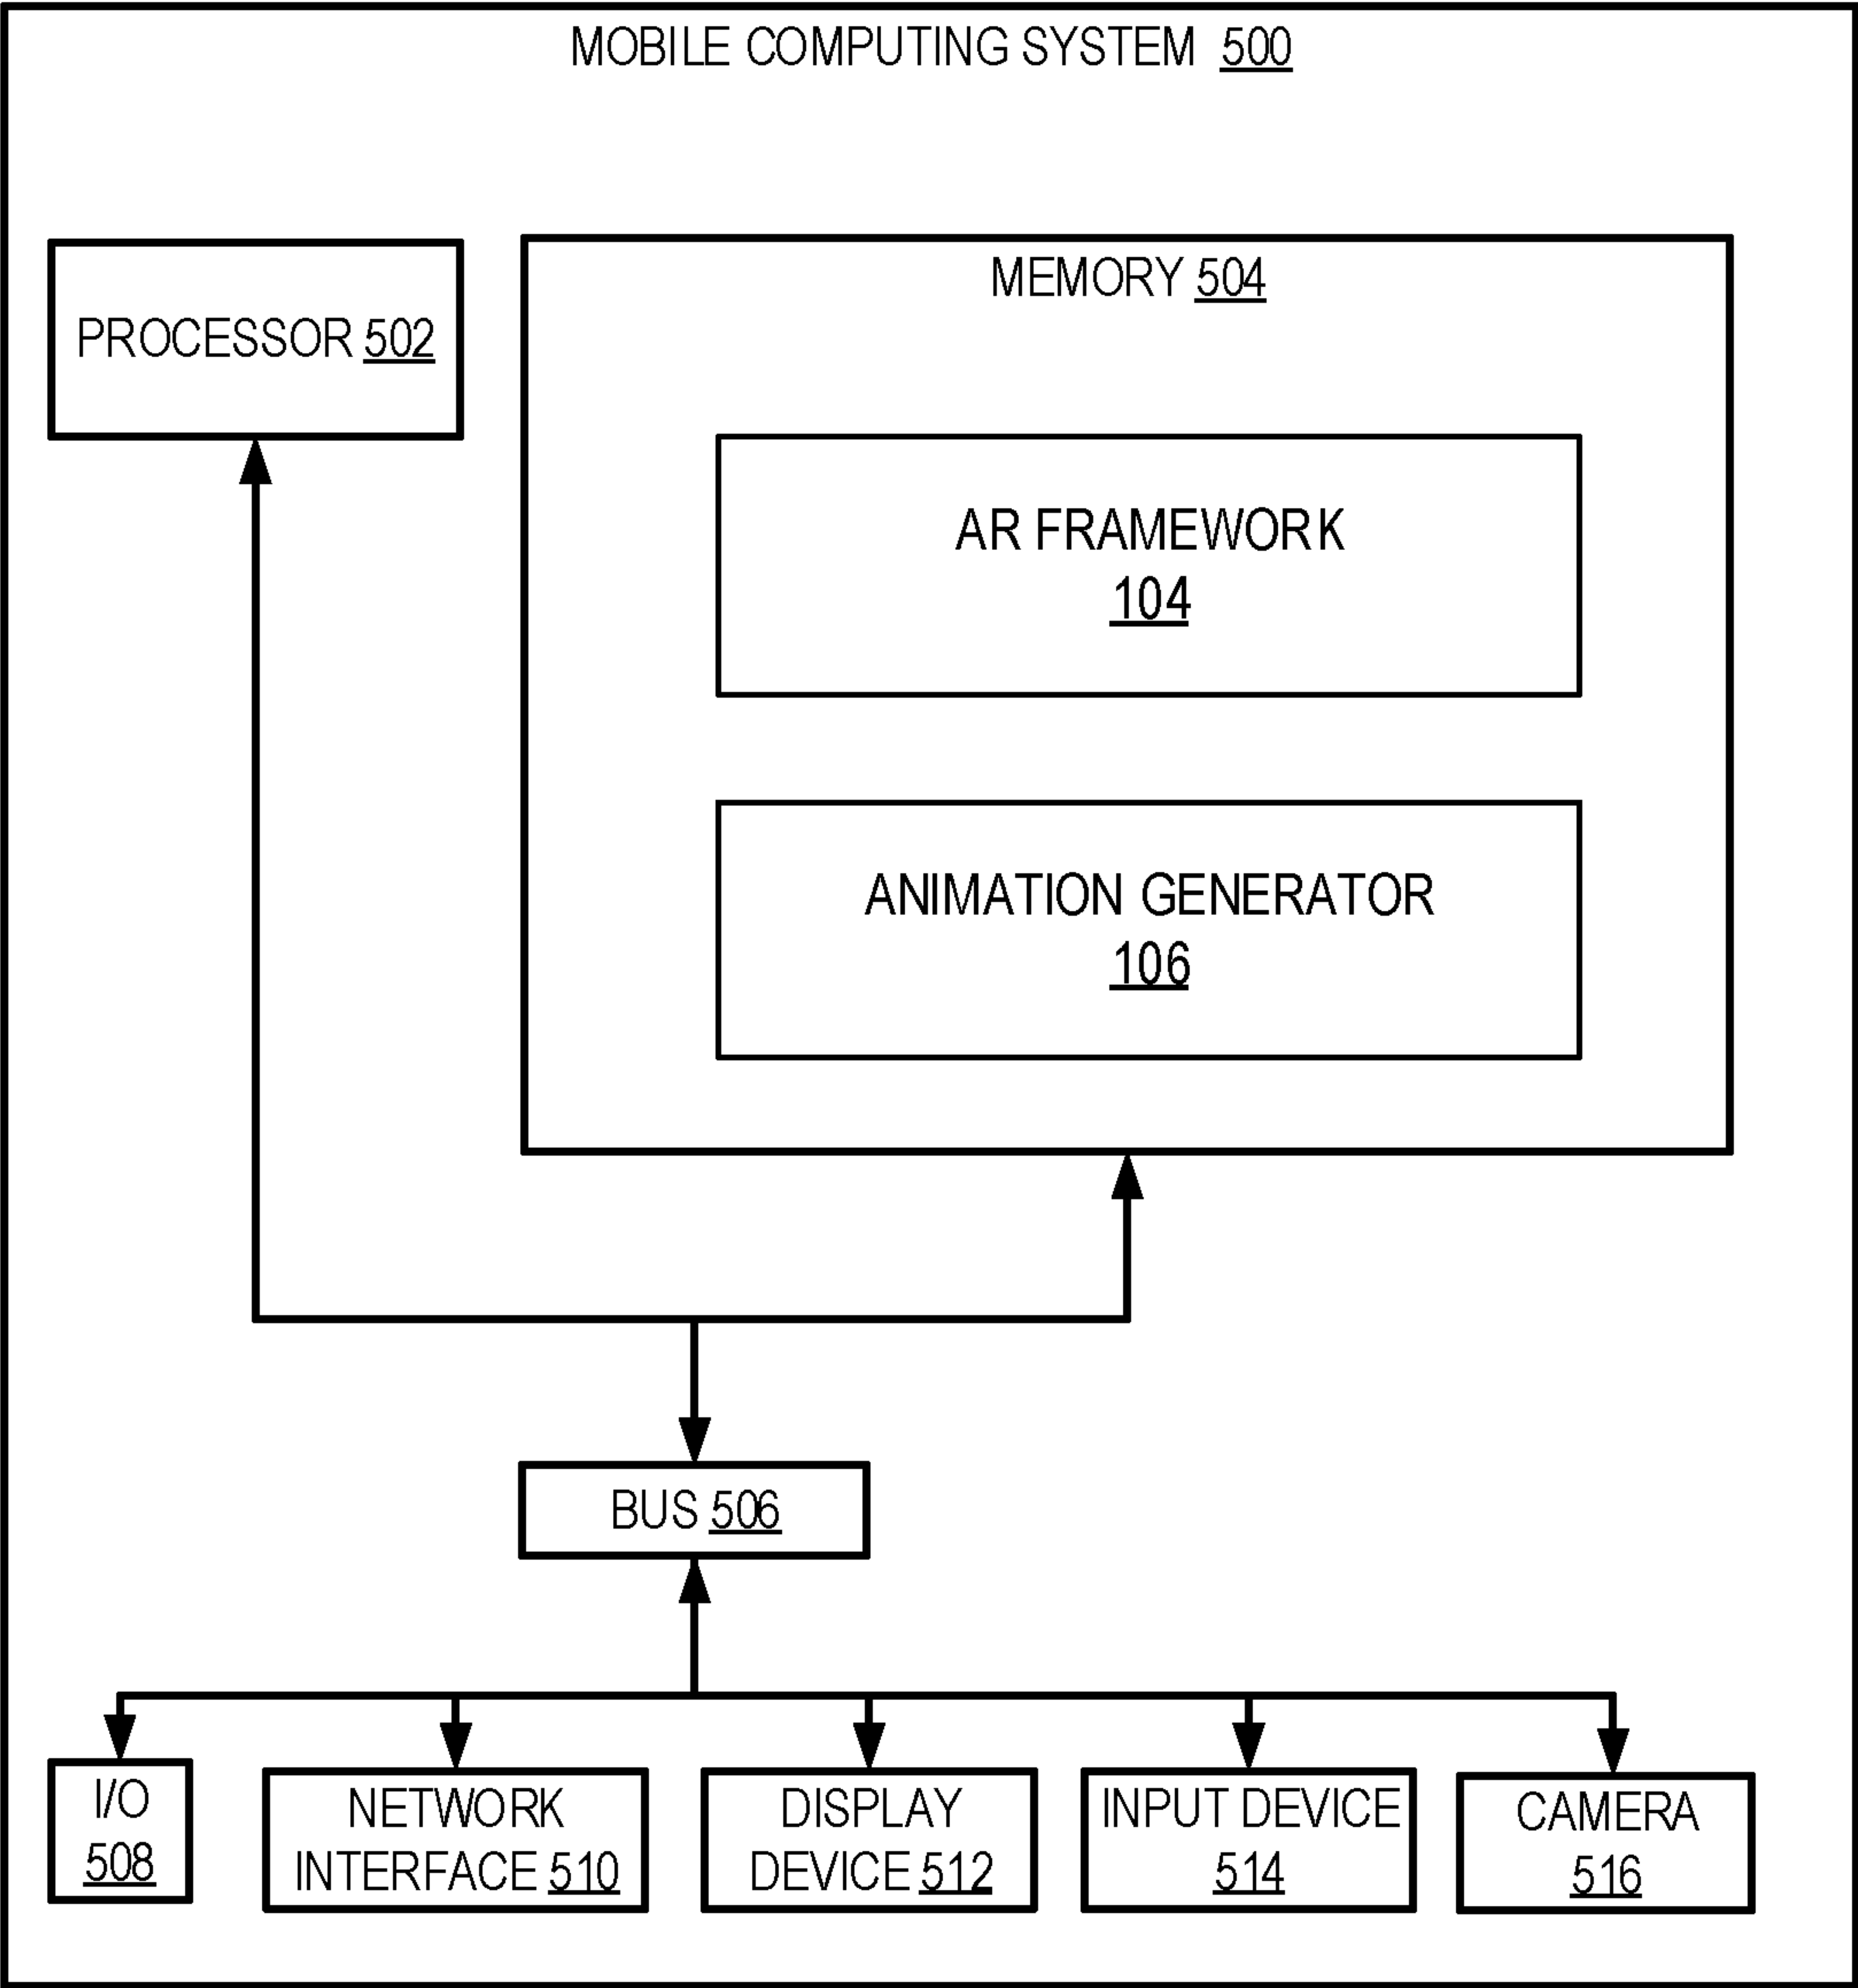 MOBILE COMPUTING SYSTEM 500
PROCESSOR 502
MEMORY 504
AR FRAMEWORK
104
ANIMATION GENERATOR
106
BUS 506
I/O
508
NETWORK
INTERFACE 510
DISPLAY
DEVICE 512
INPUT DEVICE
514
CAMERA
516